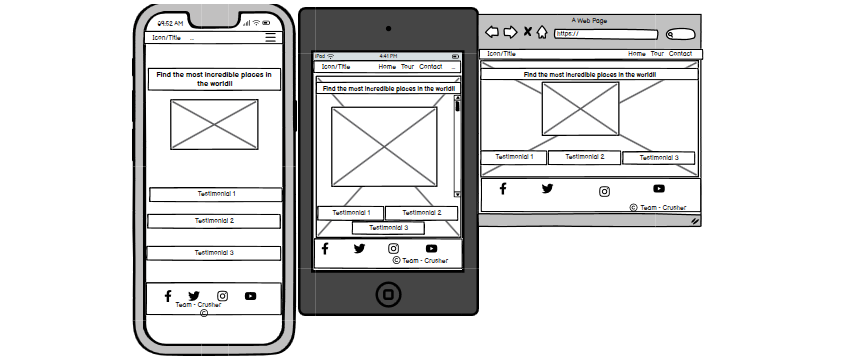 09:52 AM
Icon/Title ...
Find the most incredible places in
the world!!
Testimonial 1
Testimonial 2
Testimonial 3
Team - Crusher
©
iPad
4:41 PM
Icon/Title Home Tour Contact ...
Find the most incredible places in the world!!
Testimonial 1 Testimonial 2
Testimonial 3
© Team - Crusher
A Web Page
https://
Icon/Title Home Tour Contact
Find the most incredible places in the world!!
Testimonial 1 Testimonial 2 Testimonial 3
© Team - Crusher